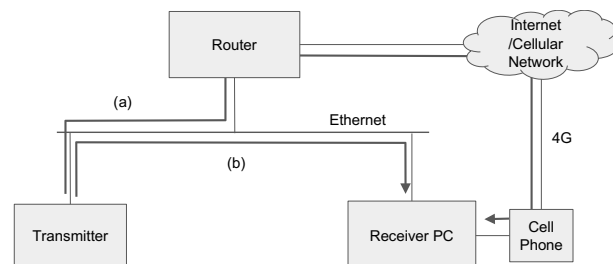 Router
Internet
/Cellular
Network
(a)
Ethernet
(b)
4G
Transmitter
Receiver PC
Cell
Phone